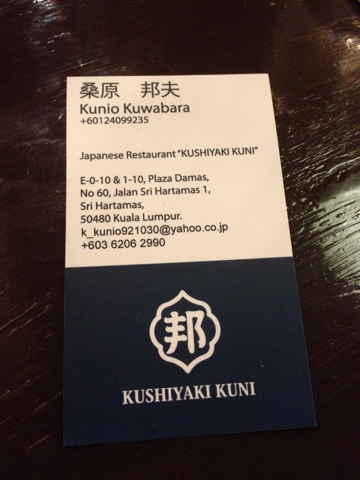 桑原　邦夫
Kunio Kuwabara
+60124099235
Japanese Restaurant "KUSHIYAKI KUNI"
E-0-10 & 1-10, Plaza Damas,
No 60, Jalan Sri Hartamas 1,
Sri Hartamas,
50480 Kuala Lumpur.
k_kunio921030@yahoo.co.jp
+603 6206 2990
邦
KUSHIYAKI KUNI